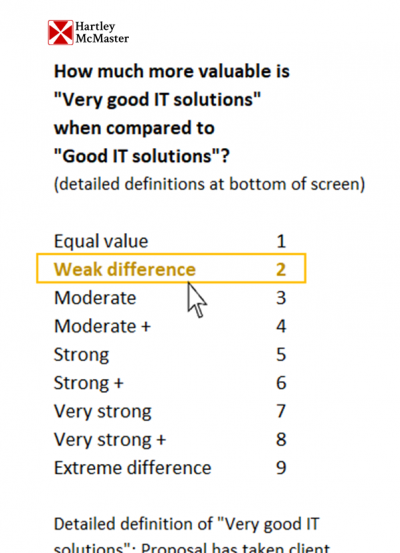 Hartley
McMaster
How much more valuable is
"Very good IT solutions"
when compared to
"Good IT solutions"?
(detailed definitions at bottom of screen)
Equal value 1
Weak difference 2
Moderate 3
Moderate + 4
Strong 5
Strong + 6
Very strong 7
Very strong + 8
Extreme difference 9
Detailed definition of "Very good IT
solutions": Proposal has taken client